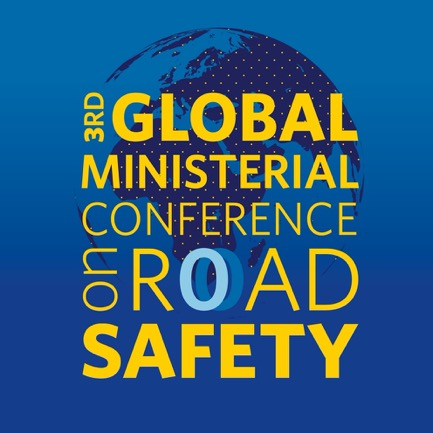 3RD GLOBAL
MINISTERIAL
CONFERENCE
on ROAD
SAFETY